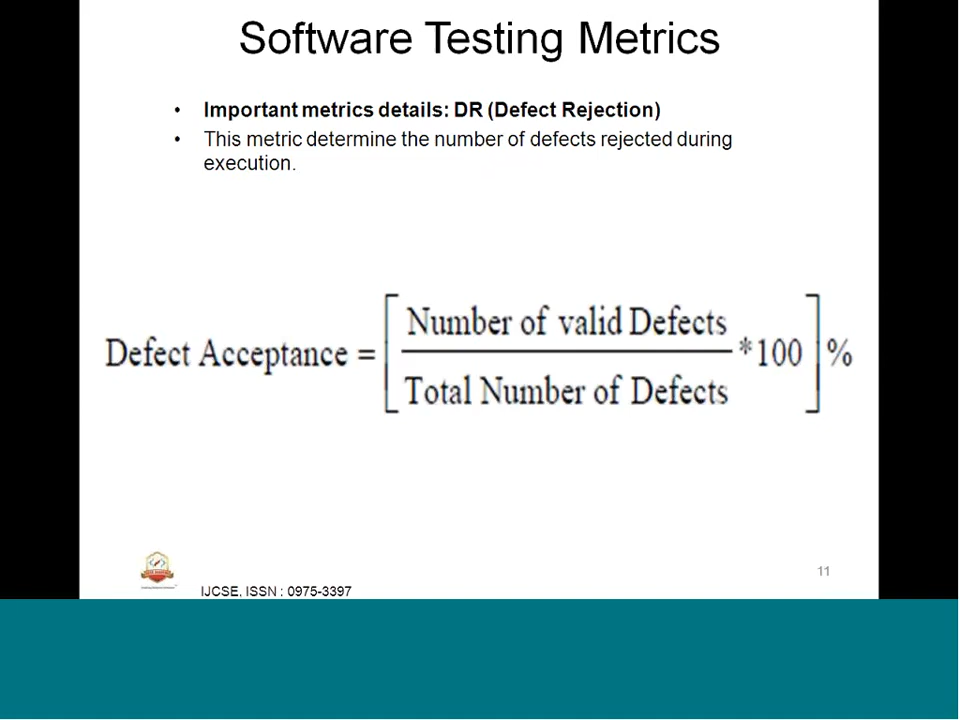 Software Testing Metrics
• Important metrics details: DR (Defect Rejection)
• This metric determine the number of defects rejected during
execution.
Number of valid Defects
Defect Acceptance = [ *100 ] %
Total Number of Defects
11
IJCSE, ISSN : 0975-3397